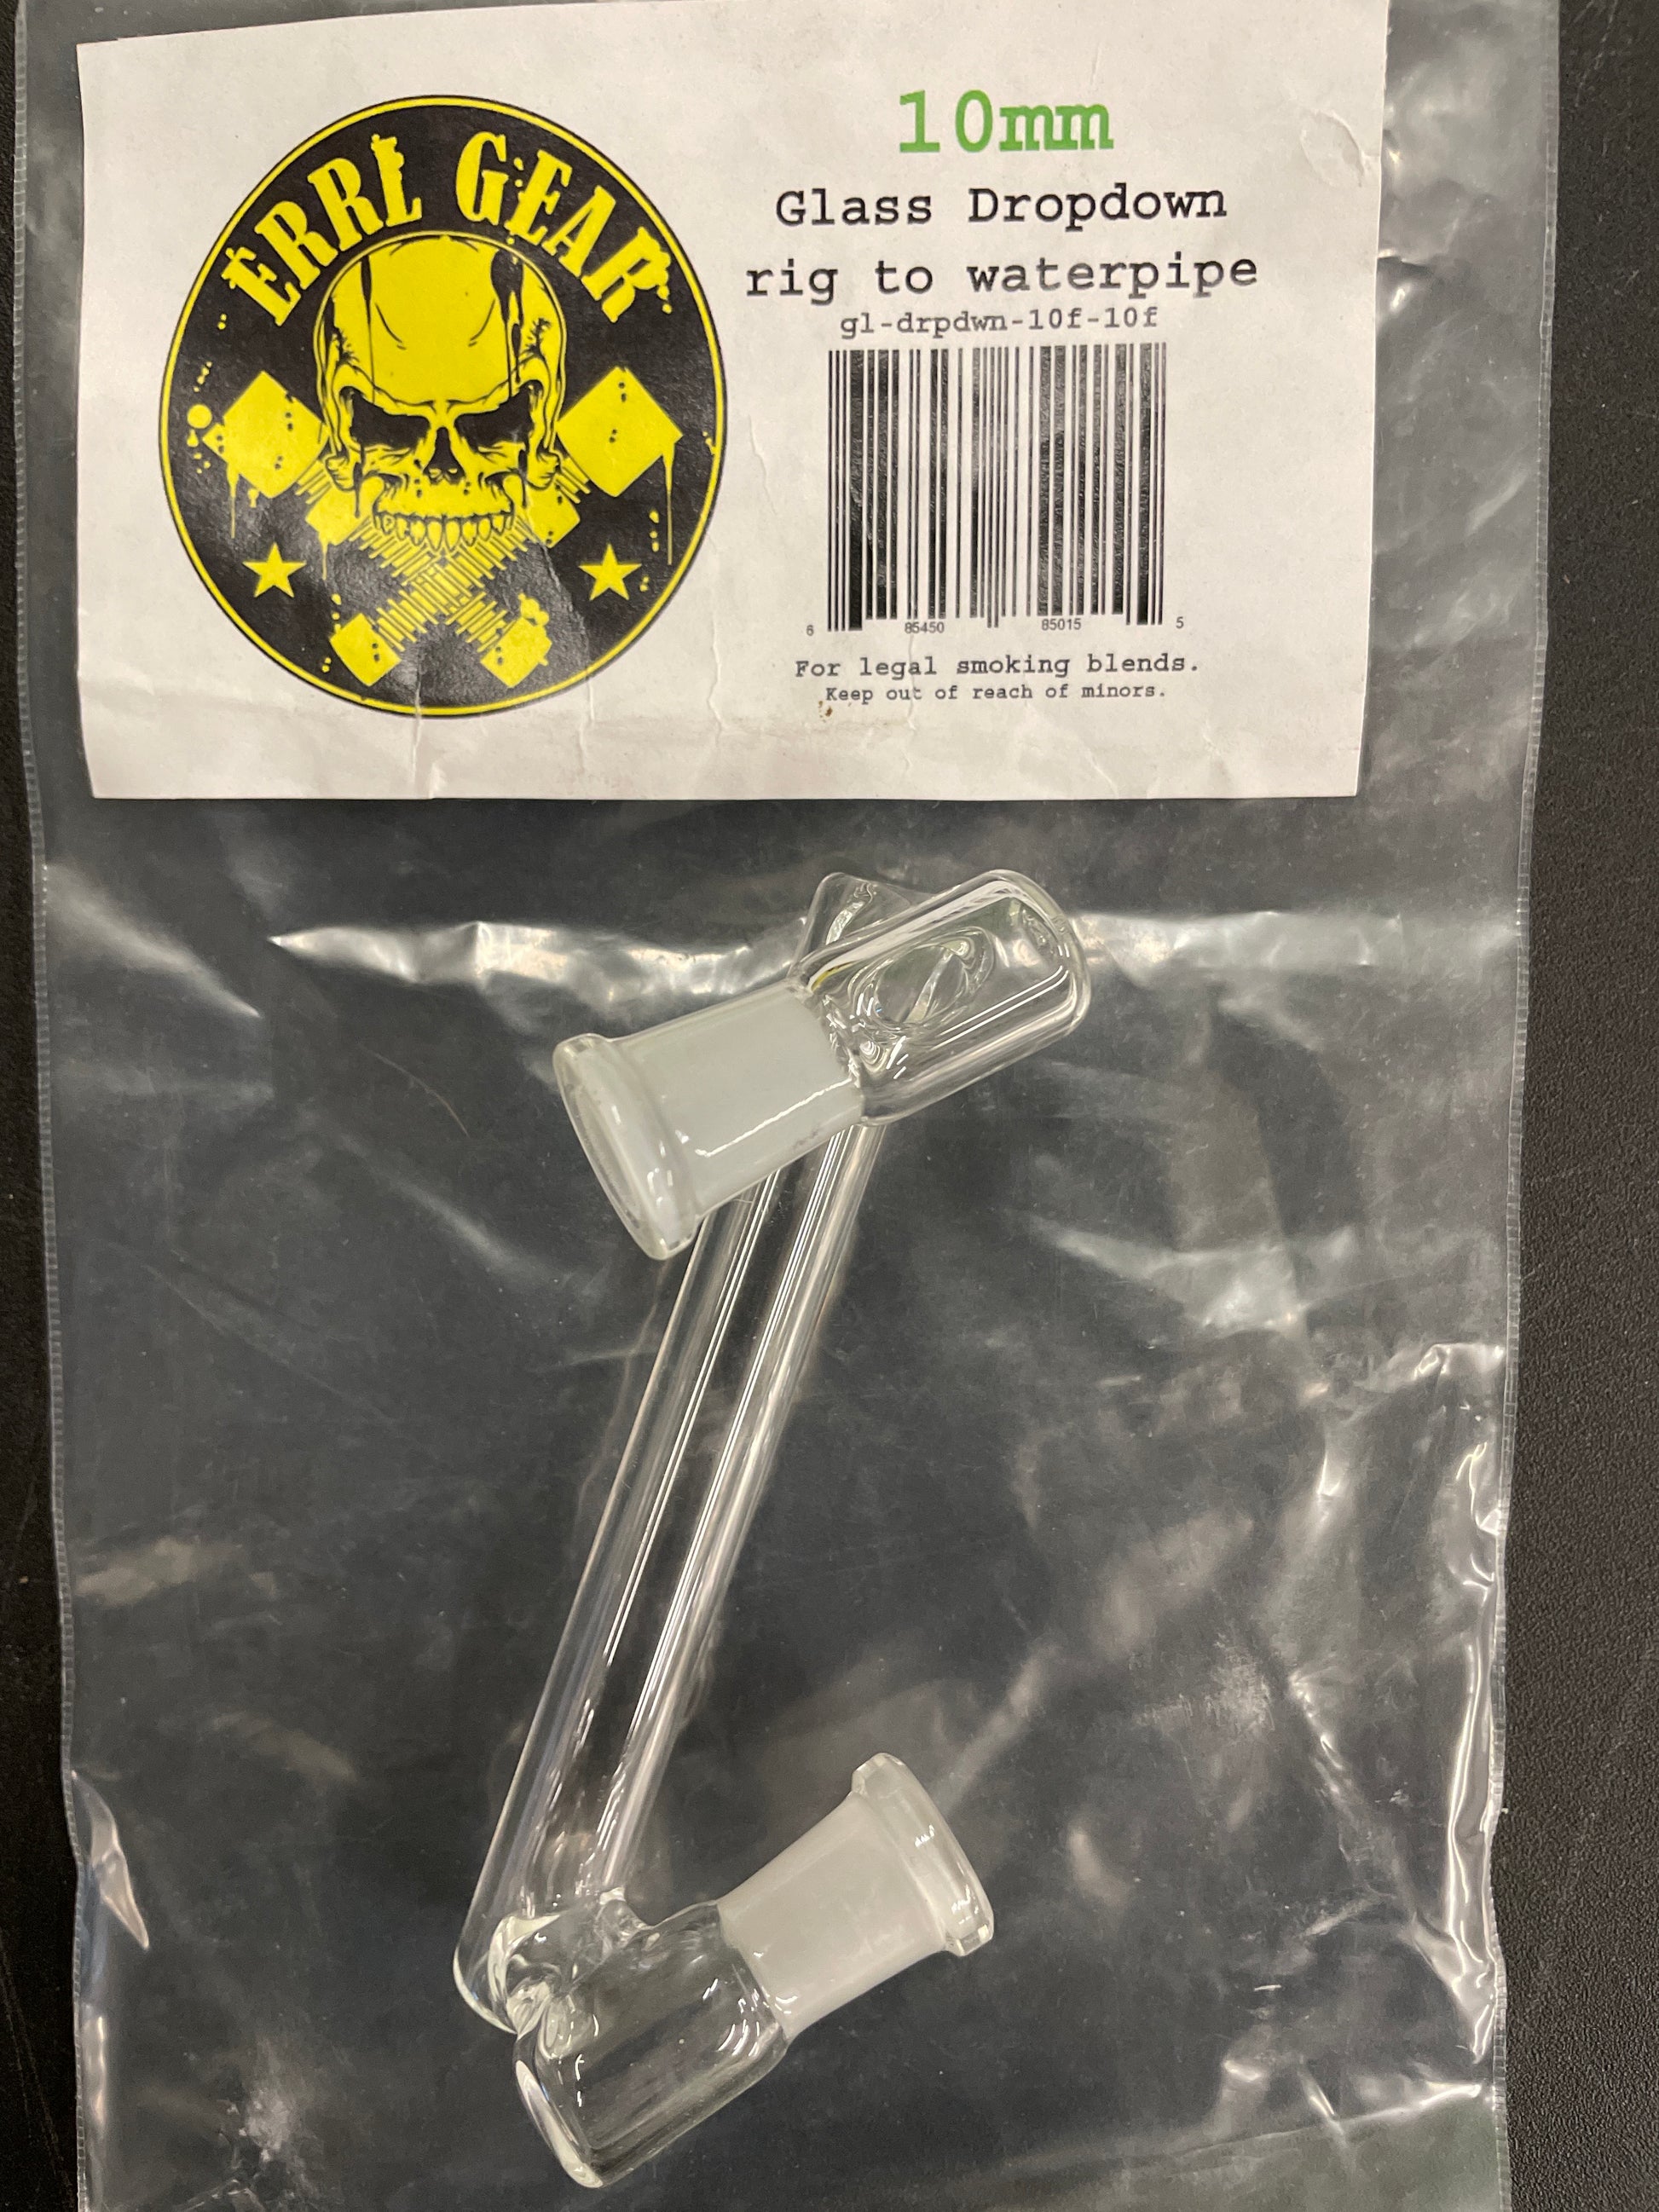 ERRL GEAR
10mm
Glass Dropdown
rig to waterpipe
gl-drpdwn-10f-10f
6 85450 85015 5
For legal smoking blends.
Keep out of reach of minors.